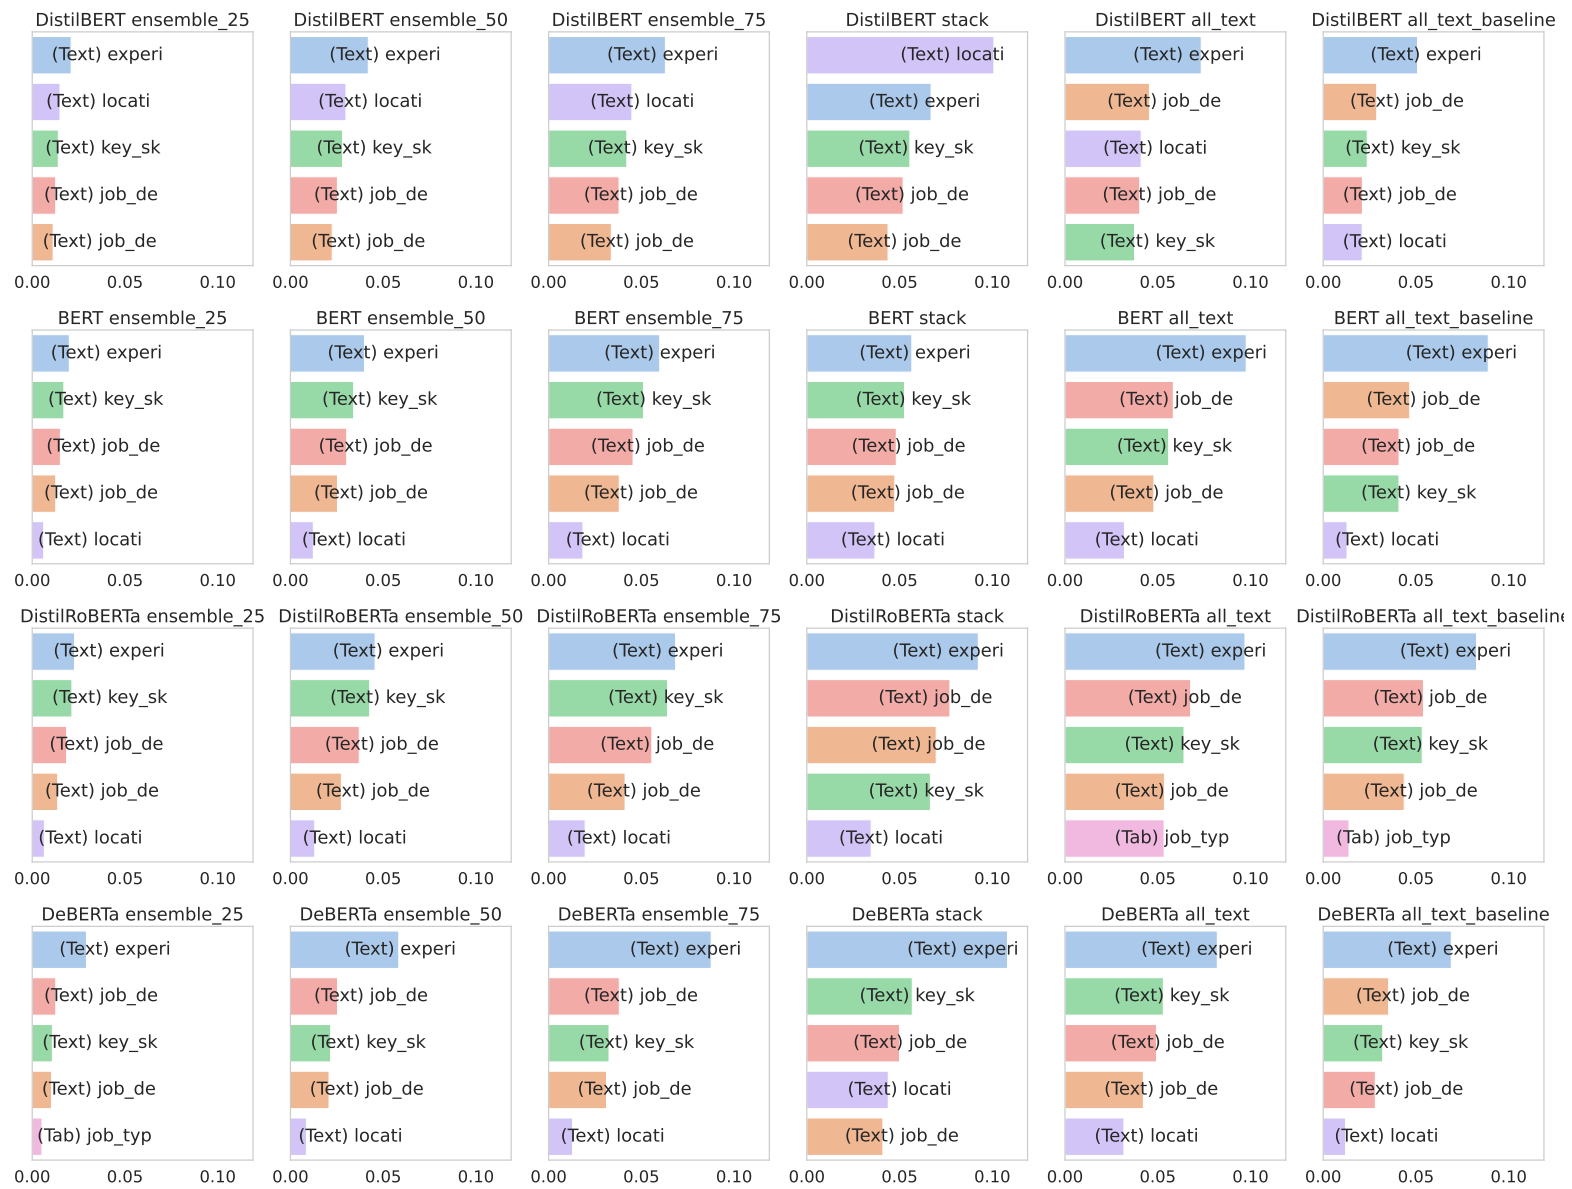 DistilBERT ensemble_25
(Text) experi
(Text) locati
(Text) key_sk
(Text) job_de
(Text) job_de
0.00 0.05 0.10
DistilBERT ensemble_50
(Text) experi
(Text) locati
(Text) key_sk
(Text) job_de
(Text) job_de
0.00 0.05 0.10
DistilBERT ensemble_75
(Text) experi
(Text) locati
(Text) key_sk
(Text) job_de
(Text) job_de
0.00 0.05 0.10
DistilBERT stack
(Text) locati
(Text) experi
(Text) key_sk
(Text) job_de
(Text) job_de
0.00 0.05 0.10
DistilBERT all_text
(Text) experi
(Text) job_de
(Text) locati
(Text) job_de
(Text) key_sk
0.00 0.05 0.10
DistilBERT all_text_baseline
(Text) experi
(Text) job_de
(Text) key_sk
(Text) job_de
(Text) locati
0.00 0.05 0.10
BERT ensemble_25
(Text) experi
(Text) key_sk
(Text) job_de
(Text) job_de
(Text) locati
0.00 0.05 0.10
BERT ensemble_50
(Text) experi
(Text) key_sk
(Text) job_de
(Text) job_de
(Text) locati
0.00 0.05 0.10
BERT ensemble_75
(Text) experi
(Text) key_sk
(Text) job_de
(Text) job_de
(Text) locati
0.00 0.05 0.10
BERT stack
(Text) experi
(Text) key_sk
(Text) job_de
(Text) job_de
(Text) locati
0.00 0.05 0.10
BERT all_text
(Text) experi
(Text) job_de
(Text) key_sk
(Text) job_de
(Text) locati
0.00 0.05 0.10
BERT all_text_baseline
(Text) experi
(Text) job_de
(Text) job_de
(Text) key_sk
(Text) locati
0.00 0.05 0.10
DistilRoBERTa ensemble_25
(Text) experi
(Text) key_sk
(Text) job_de
(Text) job_de
(Text) locati
0.00 0.05 0.10
DistilRoBERTa ensemble_50
(Text) experi
(Text) key_sk
(Text) job_de
(Text) job_de
(Text) locati
0.00 0.05 0.10
DistilRoBERTa ensemble_75
(Text) experi
(Text) key_sk
(Text) job_de
(Text) job_de
(Text) locati
0.00 0.05 0.10
DistilRoBERTa stack
(Text) experi
(Text) job_de
(Text) job_de
(Text) key_sk
(Text) locati
0.00 0.05 0.10
DistilRoBERTa all_text
(Text) experi
(Text) job_de
(Text) key_sk
(Text) job_de
(Tab) job_typ
0.00 0.05 0.10
DistilRoBERTa all_text_baseline
(Text) experi
(Text) job_de
(Text) key_sk
(Text) job_de
(Tab) job_typ
0.00 0.05 0.10
DeBERTa ensemble_25
(Text) experi
(Text) job_de
(Text) key_sk
(Text) job_de
(Tab) job_typ
0.00 0.05 0.10
DeBERTa ensemble_50
(Text) experi
(Text) job_de
(Text) key_sk
(Text) job_de
(Text) locati
0.00 0.05 0.10
DeBERTa ensemble_75
(Text) experi
(Text) job_de
(Text) key_sk
(Text) job_de
(Text) locati
0.00 0.05 0.10
DeBERTa stack
(Text) experi
(Text) key_sk
(Text) job_de
(Text) locati
(Text) job_de
0.00 0.05 0.10
DeBERTa all_text
(Text) experi
(Text) key_sk
(Text) job_de
(Text) job_de
(Text) locati
0.00 0.05 0.10
DeBERTa all_text_baseline
(Text) experi
(Text) job_de
(Text) key_sk
(Text) job_de
(Text) locati
0.00 0.05 0.10